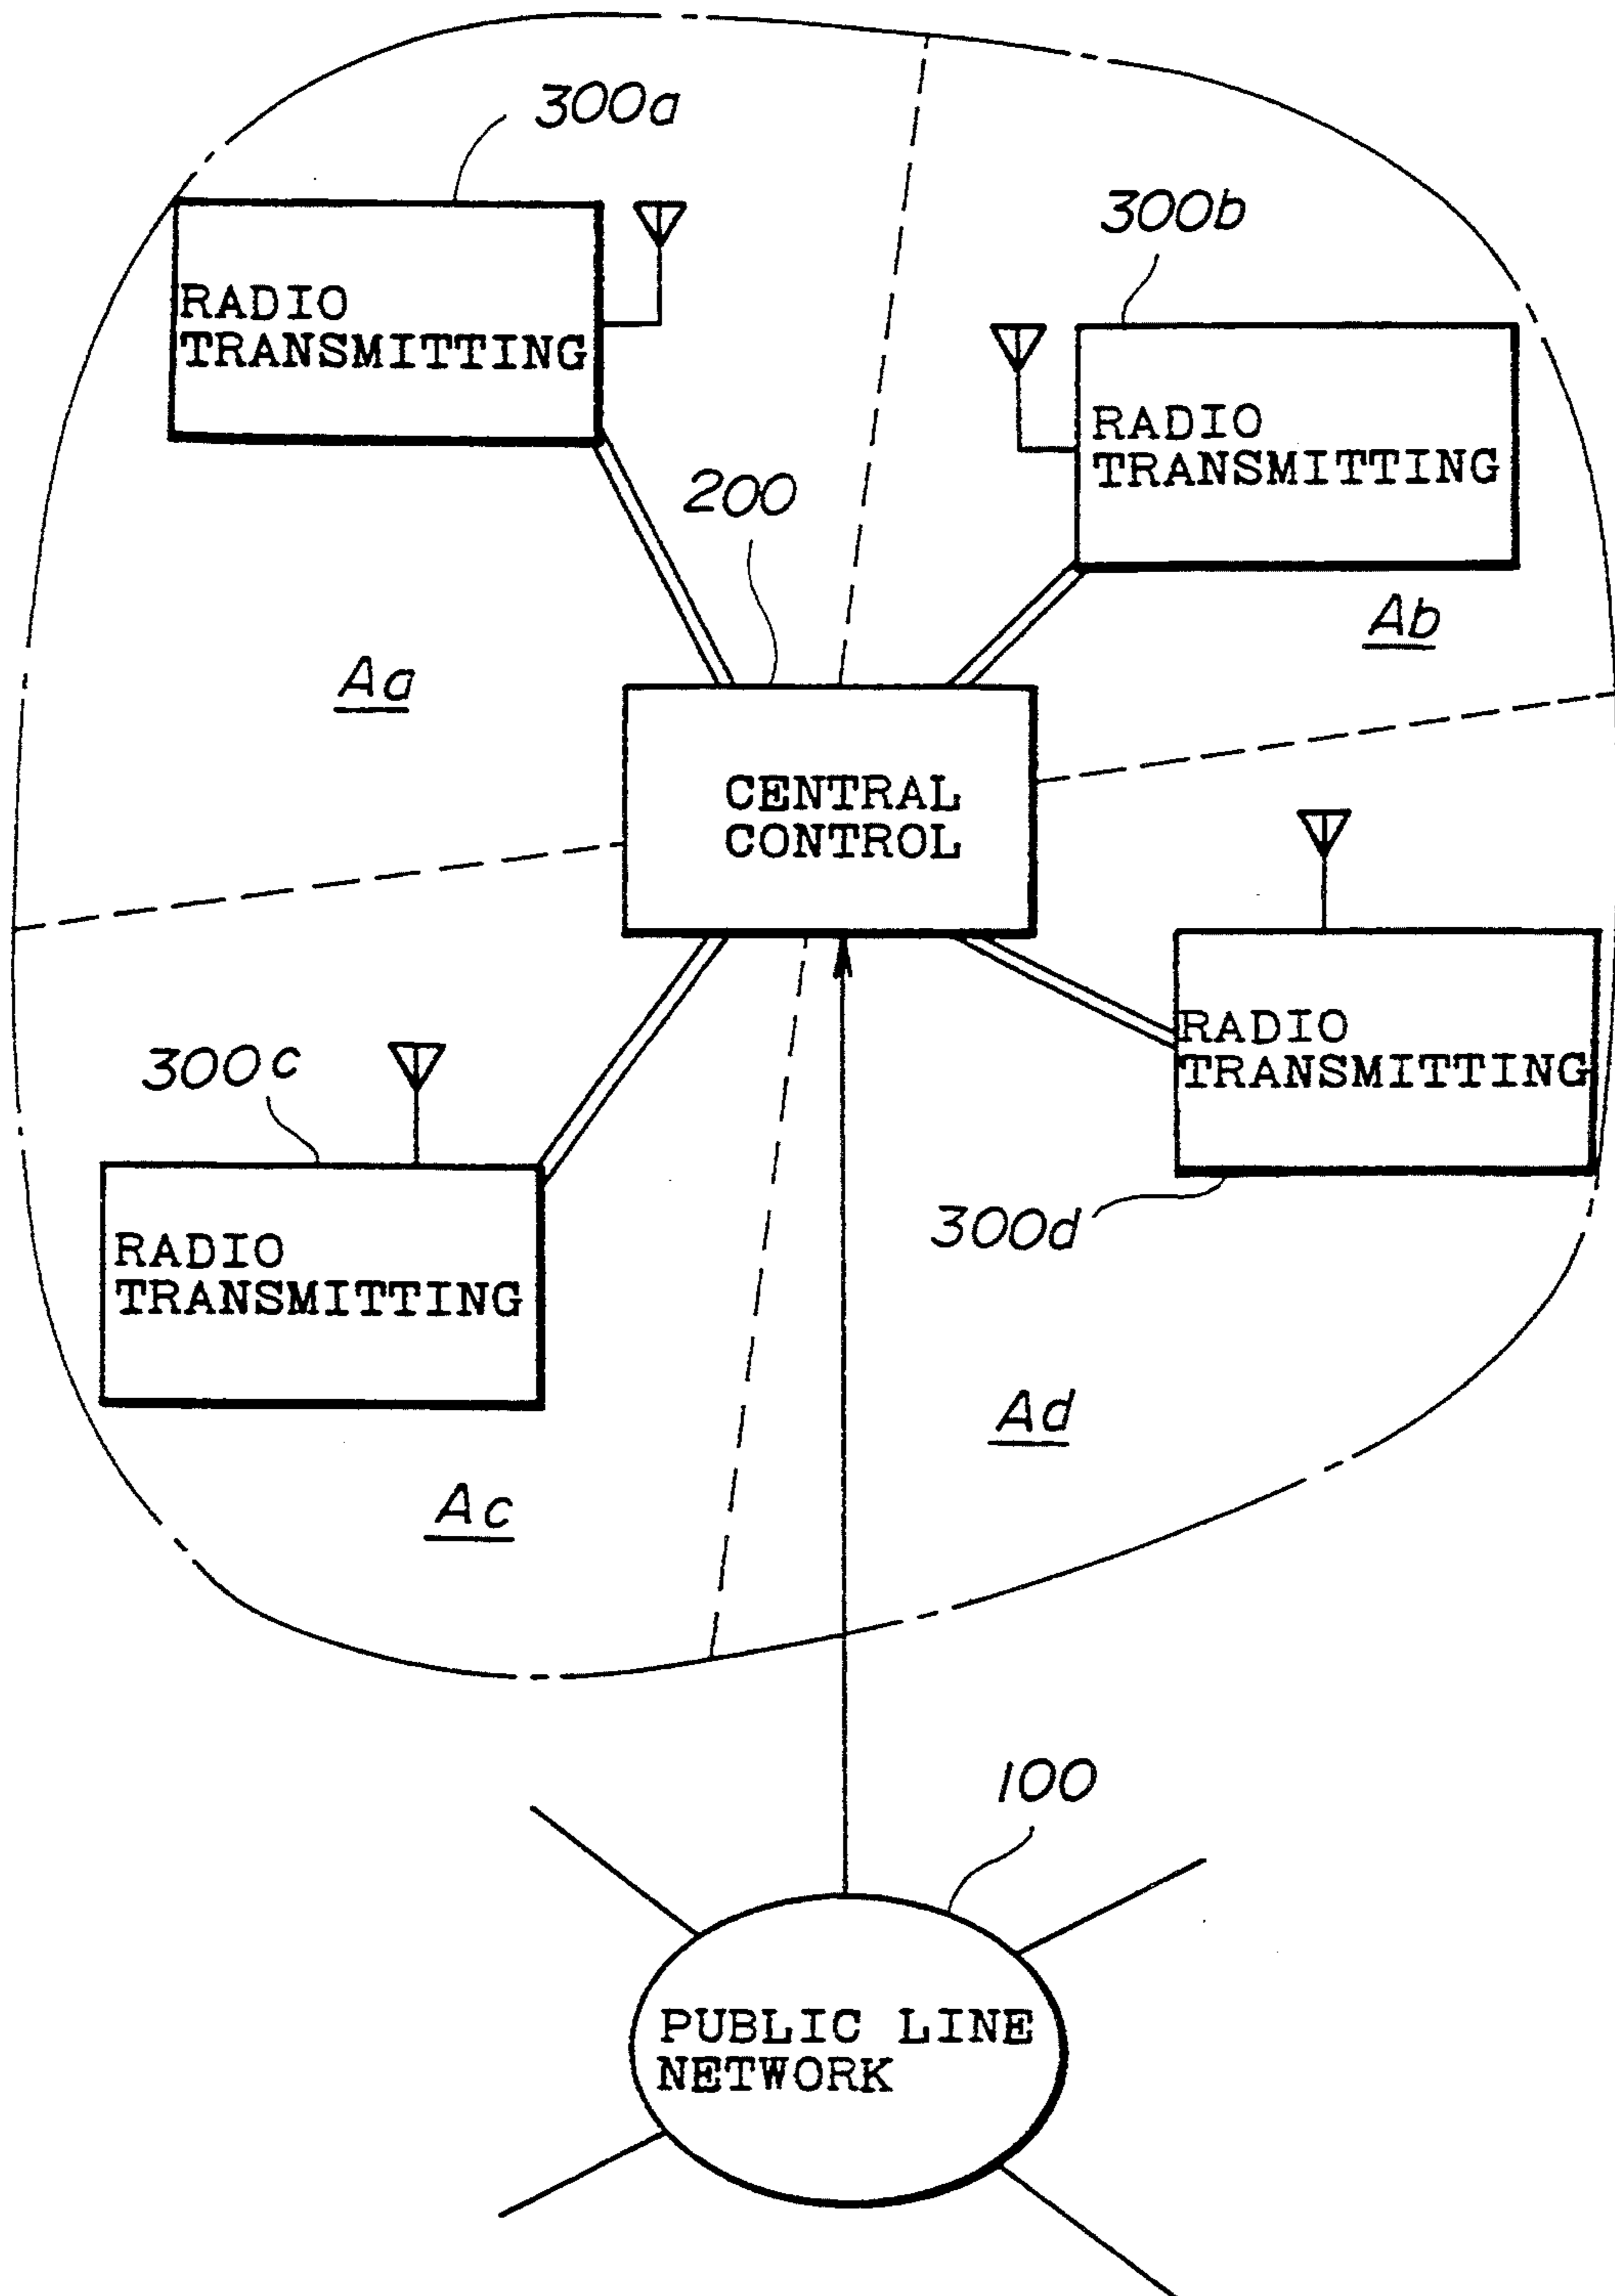 300a
300b
RADIO
TRANSMITTING
RADIO
TRANSMITTING
200
Aa
Ab
CENTRAL
CONTROL
300c
RADIO
TRANSMITTING
300d
RADIO
TRANSMITTING
Ad
Ac
100
PUBLIC LINE
NETWORK